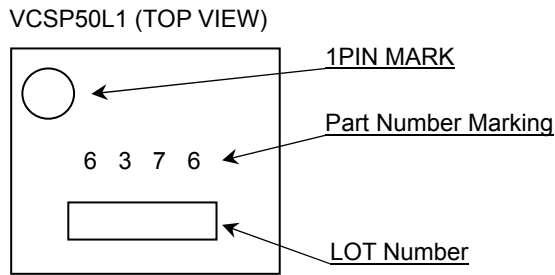 VCSP50L1 (TOP VIEW)
1PIN MARK
Part Number Marking
6 3 7 6
LOT Number